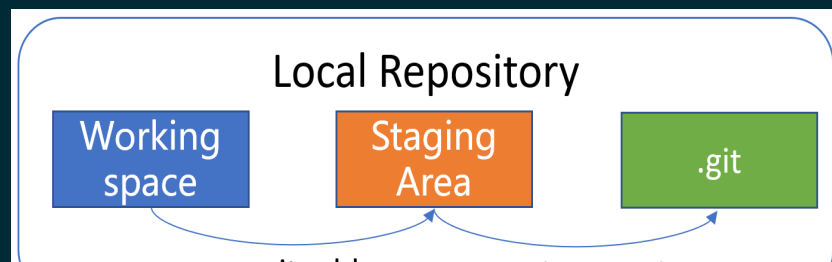 Local Repository
Working
space
Staging
Area
.git